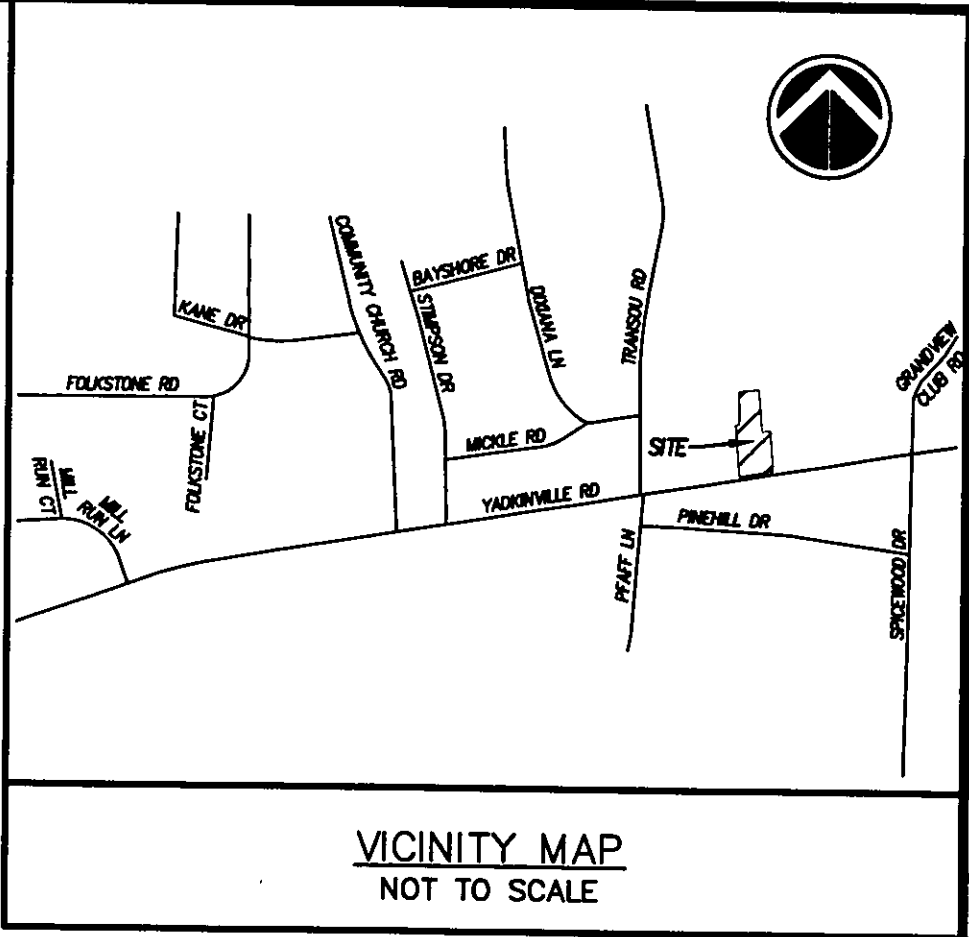 COMMUNITY CHURCH RD
BAYSHORE DR
STIMPSON DR
DIXIANA LN
TRANSOU RD
KANE DR
GRANDVIEW
CLUB RD
FOLKSTONE RD
FOLKSTONE CT
MICKLE RD
SITE
MILL
RUN CT
MILL
RUN LN
YADKINVILLE RD
PINEHILL DR
PFAFF LN
SPICEWOOD DR
VICINITY MAP
NOT TO SCALE